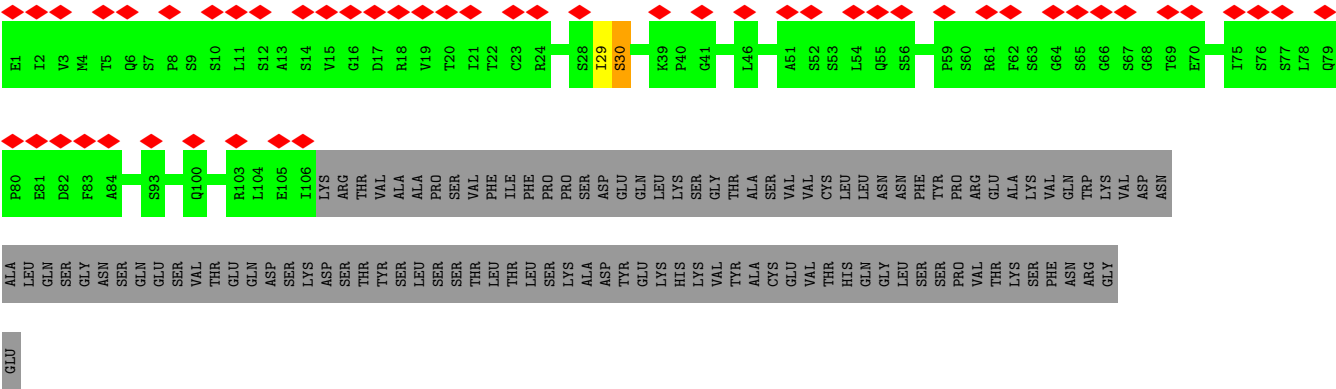 E1 I2 V3 M4 T5 Q6 S7 P8 S9 S10 L11 S12 A13 S14 V15 G16 D17 R18 V19 T20 I21 T22 C23 R24 S28 I29 S30 K39 P40 G41 L46 A51 S52 S53 L54 Q55 S56 P59 S60 R61 F62 S63 G64 S65 G66 S67 G68 T69 E70 I75 S76 S77 L78 Q79
P80 E81 D82 F83 A84 S93 Q100 R103 L104 E105 I106 LYS ARG THR VAL ALA ALA PRO SER VAL PHE ILE PHE PRO PRO SER ASP GLU GLN LEU LYS SER GLY THR ALA SER VAL VAL CYS LEU LEU ASN ASN PHE TYR PRO ARG GLU ALA LYS VAL GLN TRP LYS VAL ASP ASN
ALA LEU GLN SER GLY ASN SER GLN GLU SER VAL THR GLU GLN ASP SER LYS ASP SER THR TYR SER LEU SER SER THR LEU THR LEU SER LYS ALA ASP TYR GLU LYS HIS LYS VAL TYR ALA CYS GLU VAL THR HIS GLN GLY LEU SER SER PRO VAL THR LYS SER PHE ASN ARG GLY
GLU